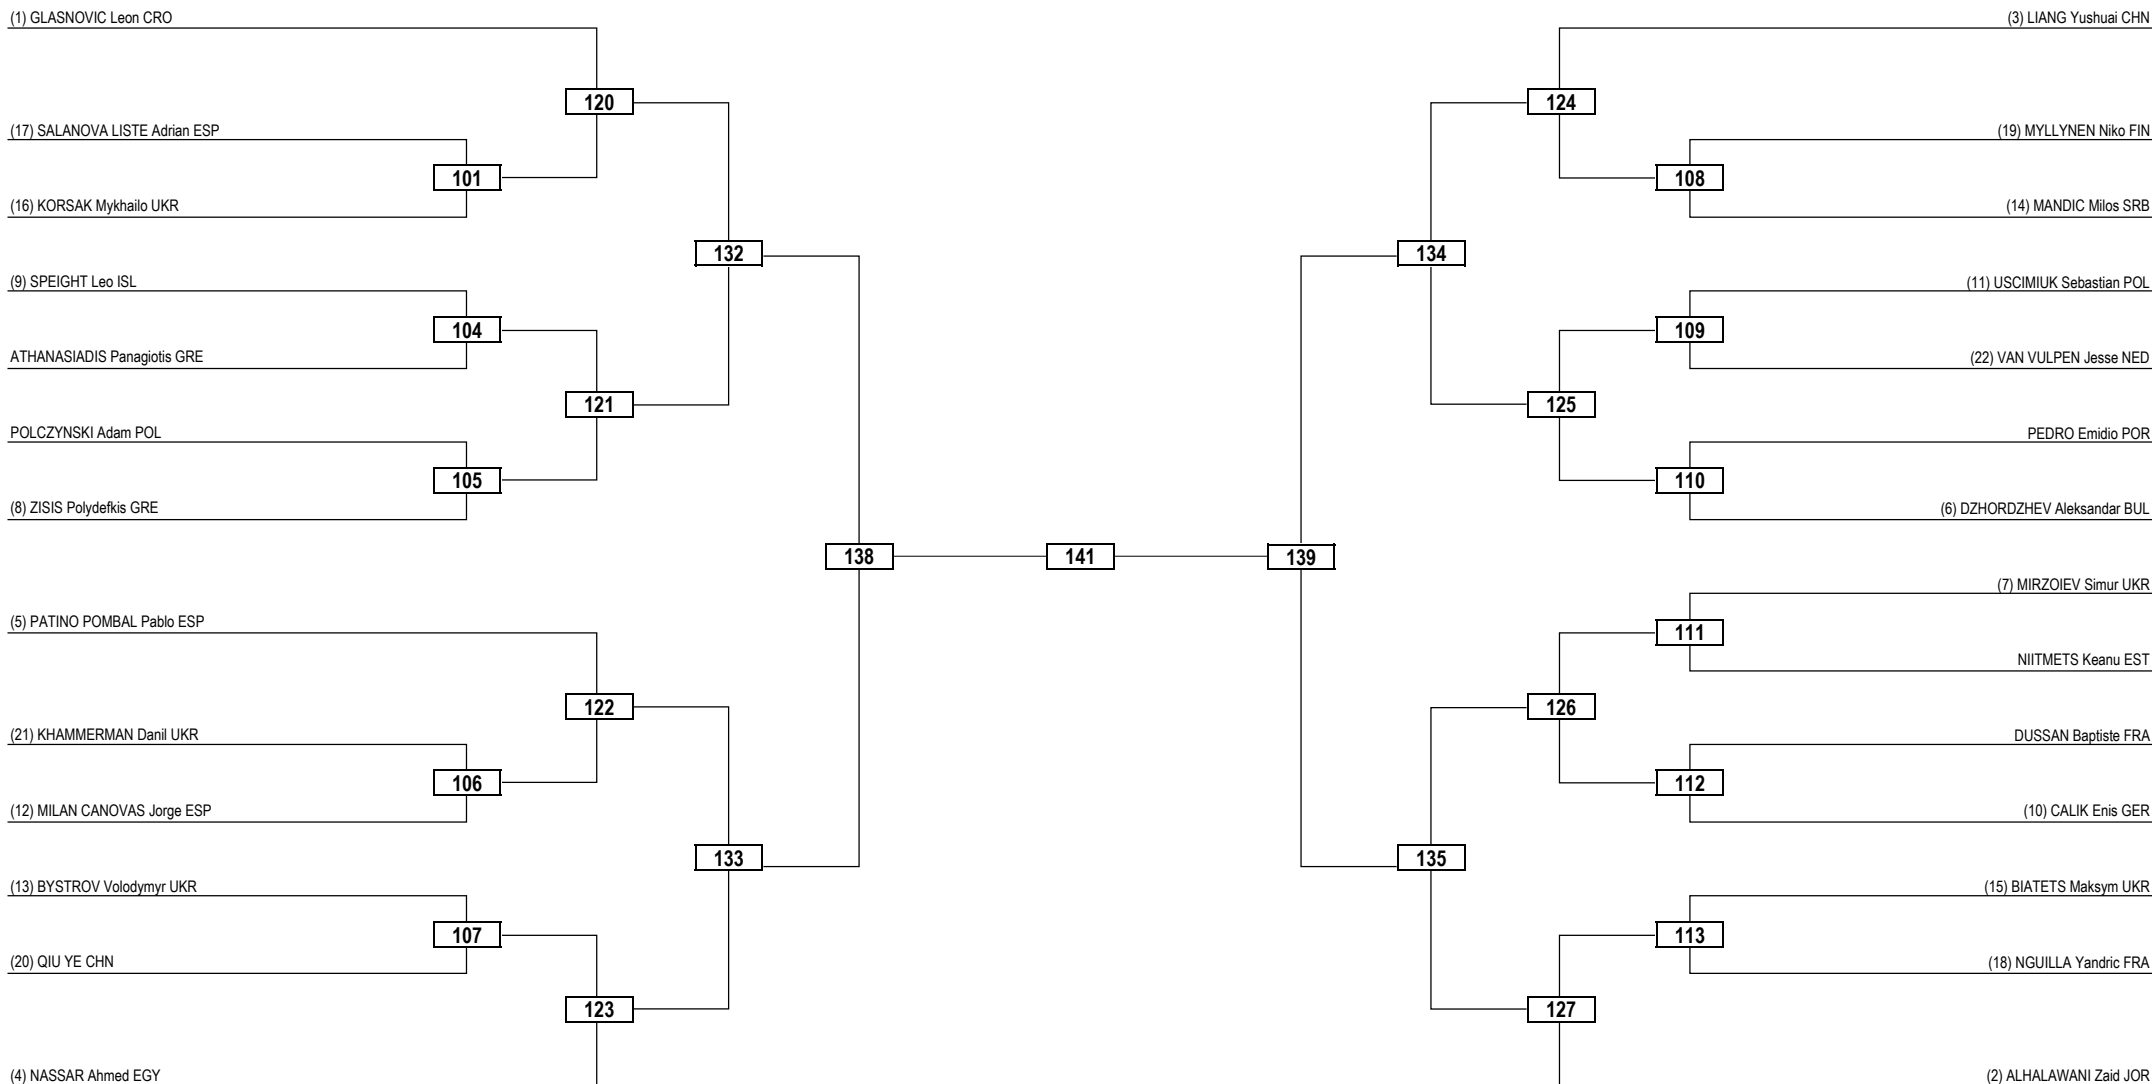 (1) GLASNOVIC Leon CRO
120
(17) SALANOVA LISTE Adrian ESP
101
(16) KORSAK Mykhailo UKR
132
(9) SPEIGHT Leo ISL
104
ATHANASIADIS Panagiotis GRE
121
POLCZYNSKI Adam POL
105
(8) ZISIS Polydefkis GRE
138
(5) PATINO POMBAL Pablo ESP
122
(21) KHAMMERMAN Danil UKR
106
(12) MILAN CANOVAS Jorge ESP
133
(13) BYSTROV Volodymyr UKR
107
(20) QIU YE CHN
123
(4) NASSAR Ahmed EGY
141
(3) LIANG Yushuai CHN
124
(19) MYLLYNEN Niko FIN
108
(14) MANDIC Milos SRB
134
(11) USCIMIUK Sebastian POL
109
(22) VAN VULPEN Jesse NED
125
PEDRO Emidio POR
110
(6) DZHORDZHEV Aleksandar BUL
139
(7) MIRZOIEV Simur UKR
111
NIITMETS Keanu EST
126
DUSSAN Baptiste FRA
112
(10) CALIK Enis GER
135
(15) BIATETS Maksym UKR
113
(18) NGUILLA Yandric FRA
127
(2) ALHALAWANI Zaid JOR